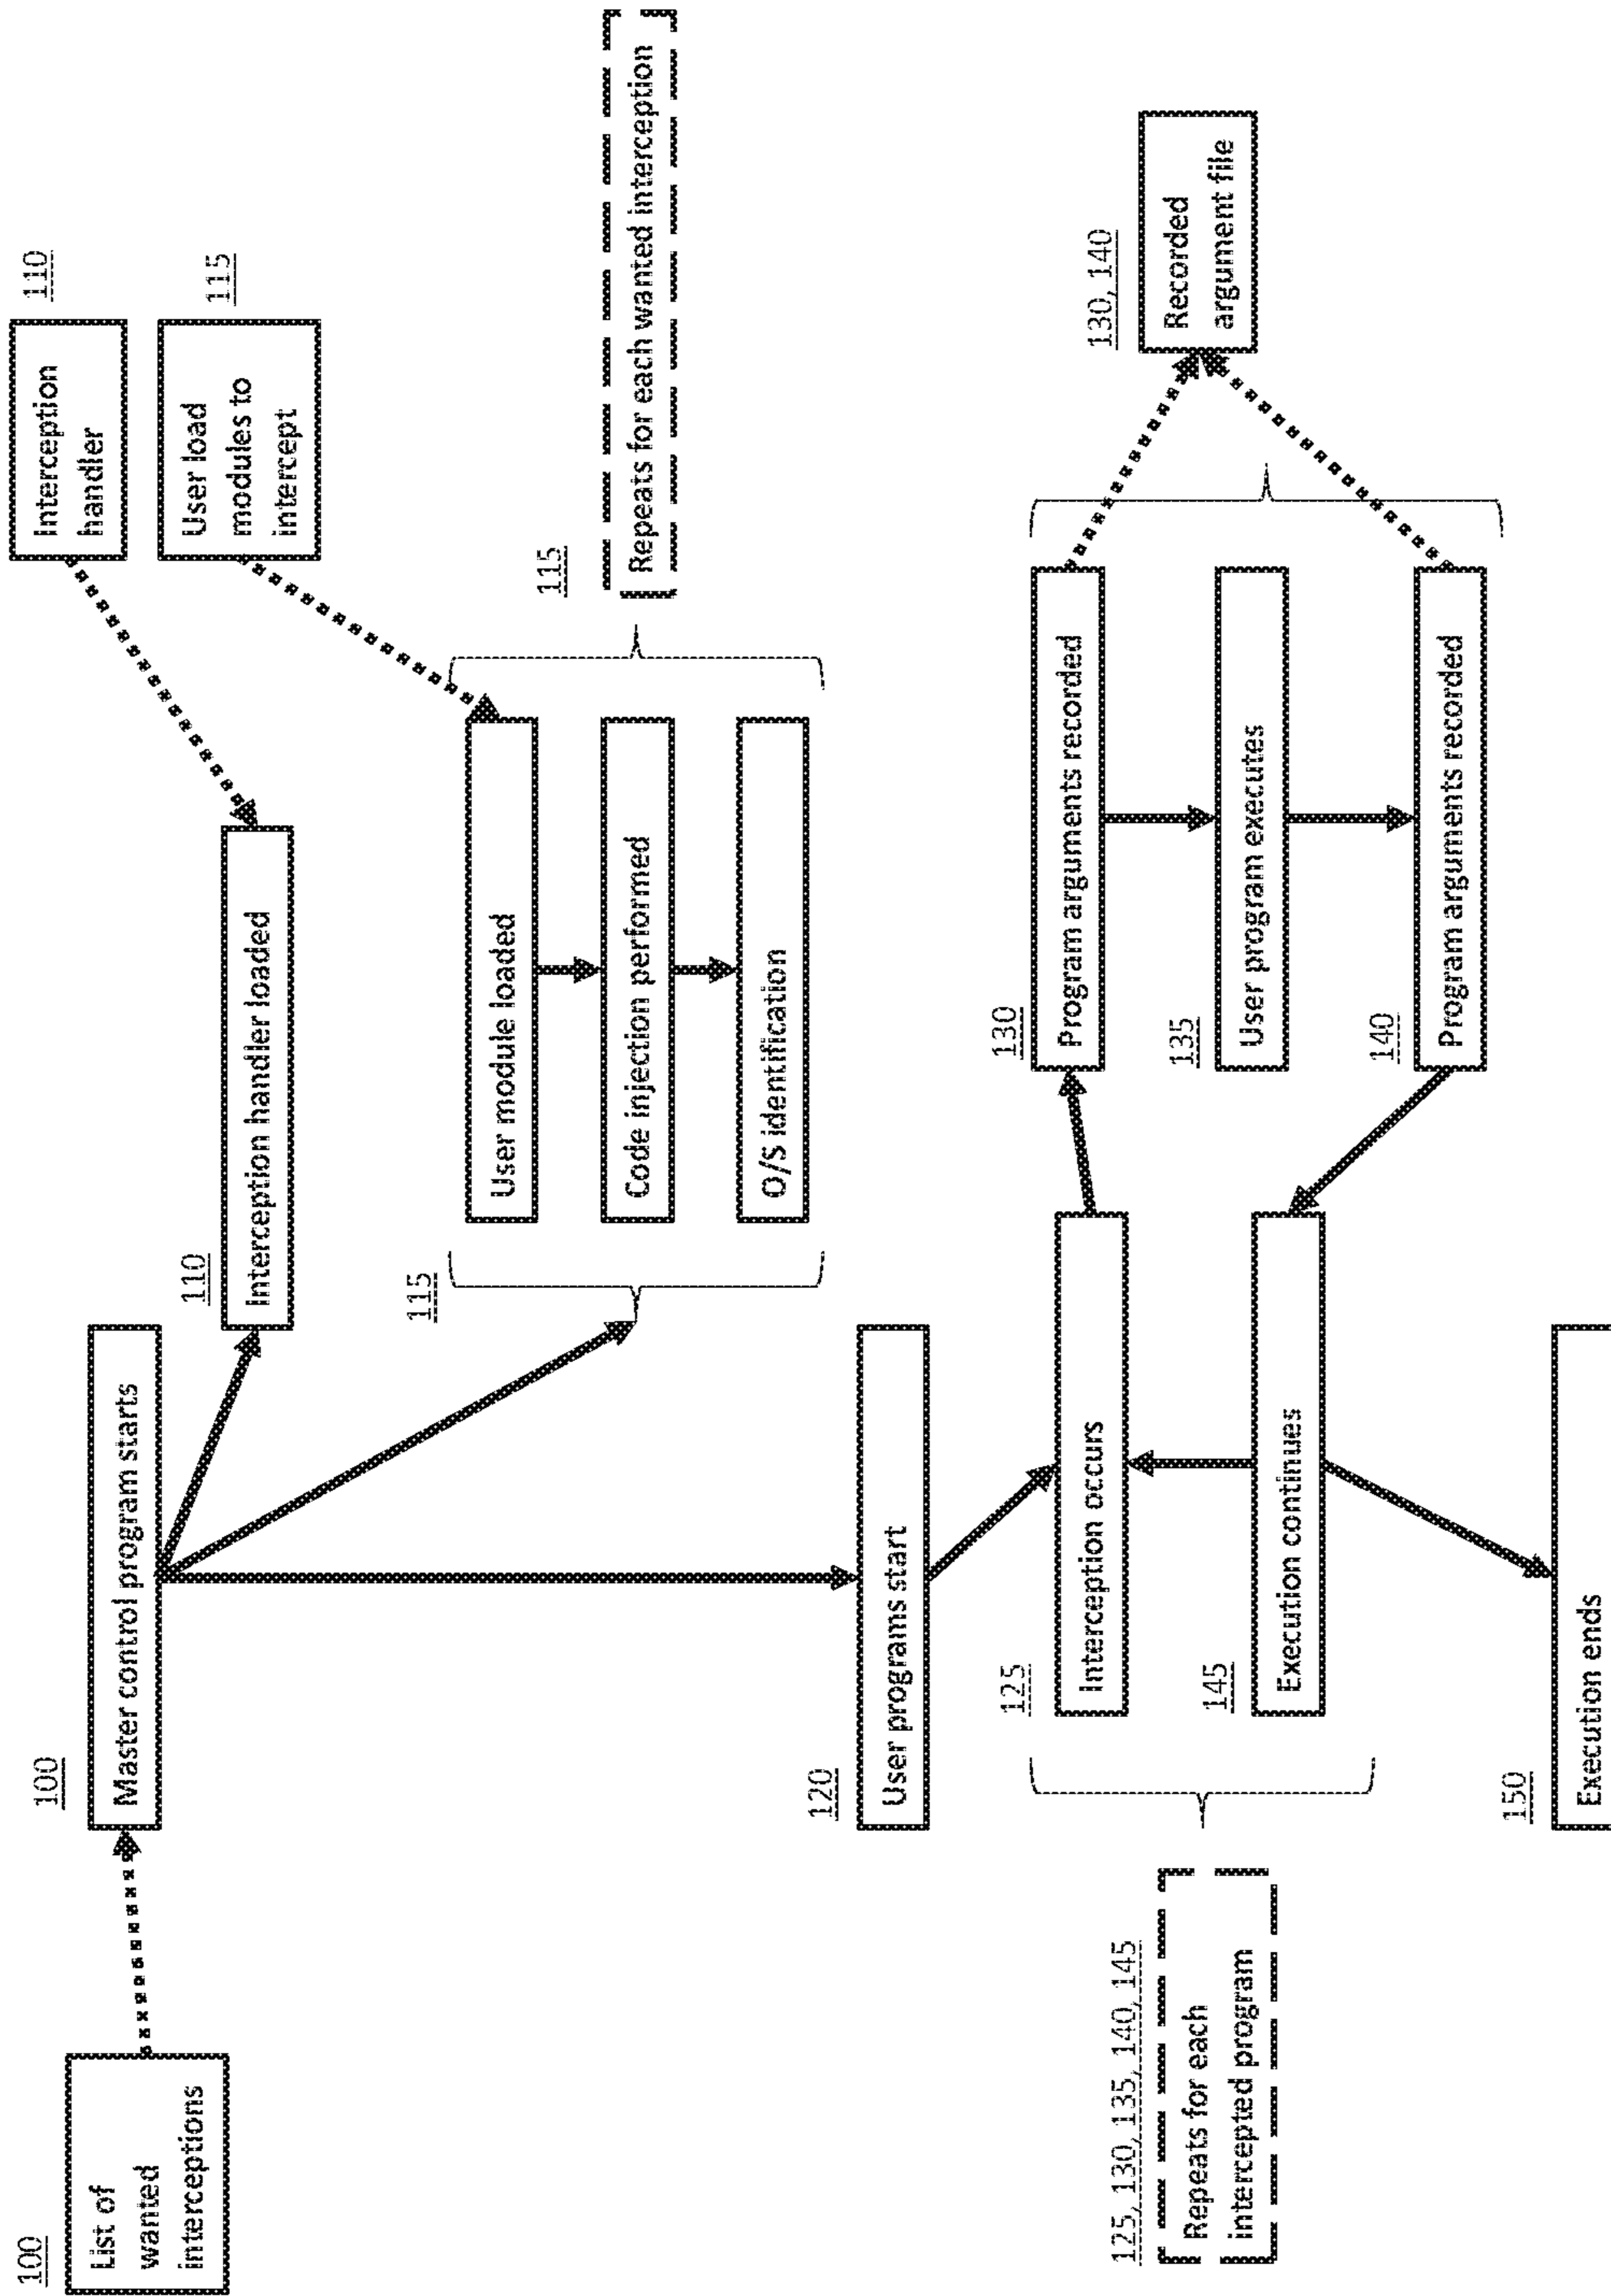 100
List of
wanted
interceptions
100
Master control program starts
110
Interception handler loaded
110
Interception
handler
115
User load
modules to
intercept
115
User module loaded
Code injection performed
O/S identification
115
Repeats for each wanted interception
120
User programs start
125
Interception occurs
145
Execution continues
125, 130, 135, 140, 145
Repeats for each
intercepted program
130
Program arguments recorded
135
User program executes
140
Program arguments recorded
130, 140
Recorded
argument file
150
Execution ends